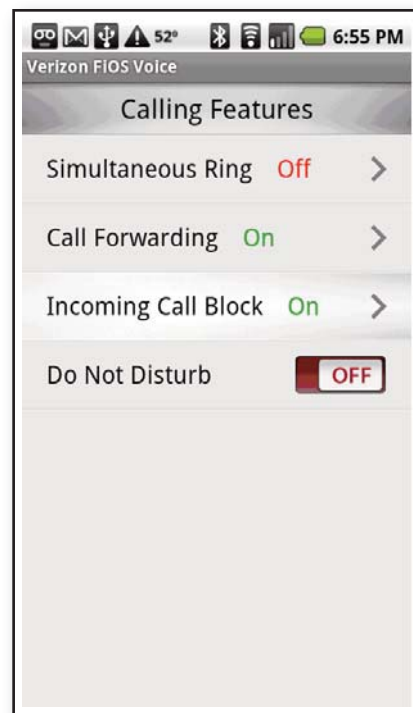 52° 6:55 PM
Verizon FiOS Voice
Calling Features
Simultaneous Ring Off
Call Forwarding On
Incoming Call Block On
Do Not Disturb OFF